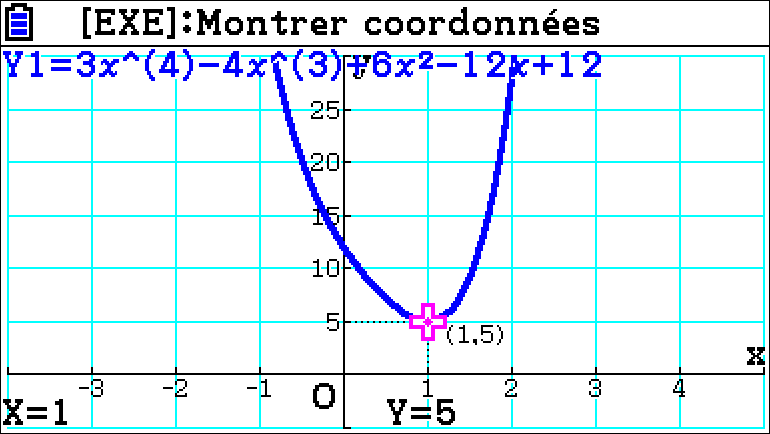 [EXE]:Montrer coordonnées
Y1=3x^(4)-4x^(3)+6x²-12x+12
y
25
20
15
10
5
(1,5)
x
-3 -2 -1 O 1 2 3 4
X=1 Y=5